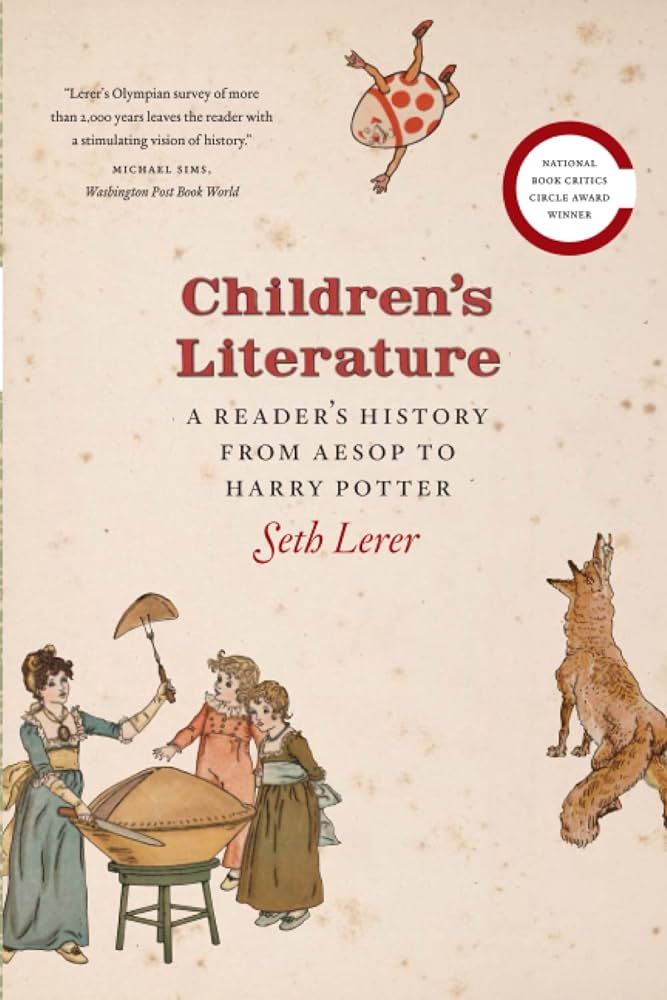 “Lerer’s Olympian survey of more
than 2,000 years leaves the reader with
a stimulating vision of history.”
MICHAEL SIMS,
Washington Post Book World
NATIONAL
BOOK CRITICS
CIRCLE AWARD
WINNER
Children’s
Literature
A READER’S HISTORY
FROM AESOP TO
HARRY POTTER
Seth Lerer